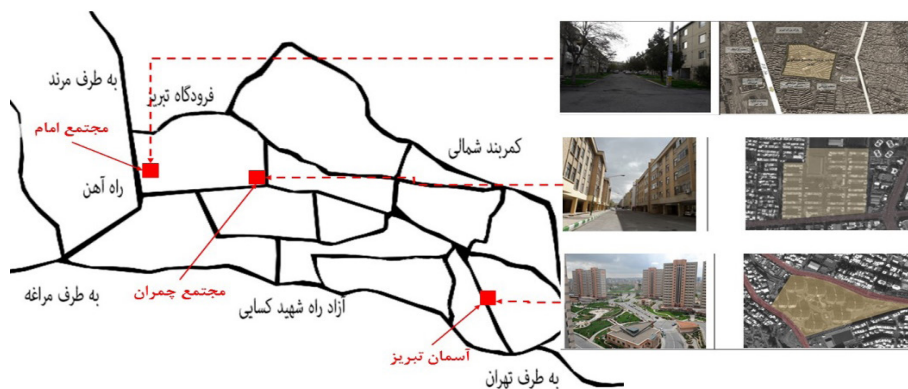 به طرف مرند
فرودگاه تبریز
مجتمع امام
کمربند شمالی
راه آهن
به طرف مراغه
مجتمع چمران
آزاد راه شهید کسایی
آسمان تبریز
به طرف تهران